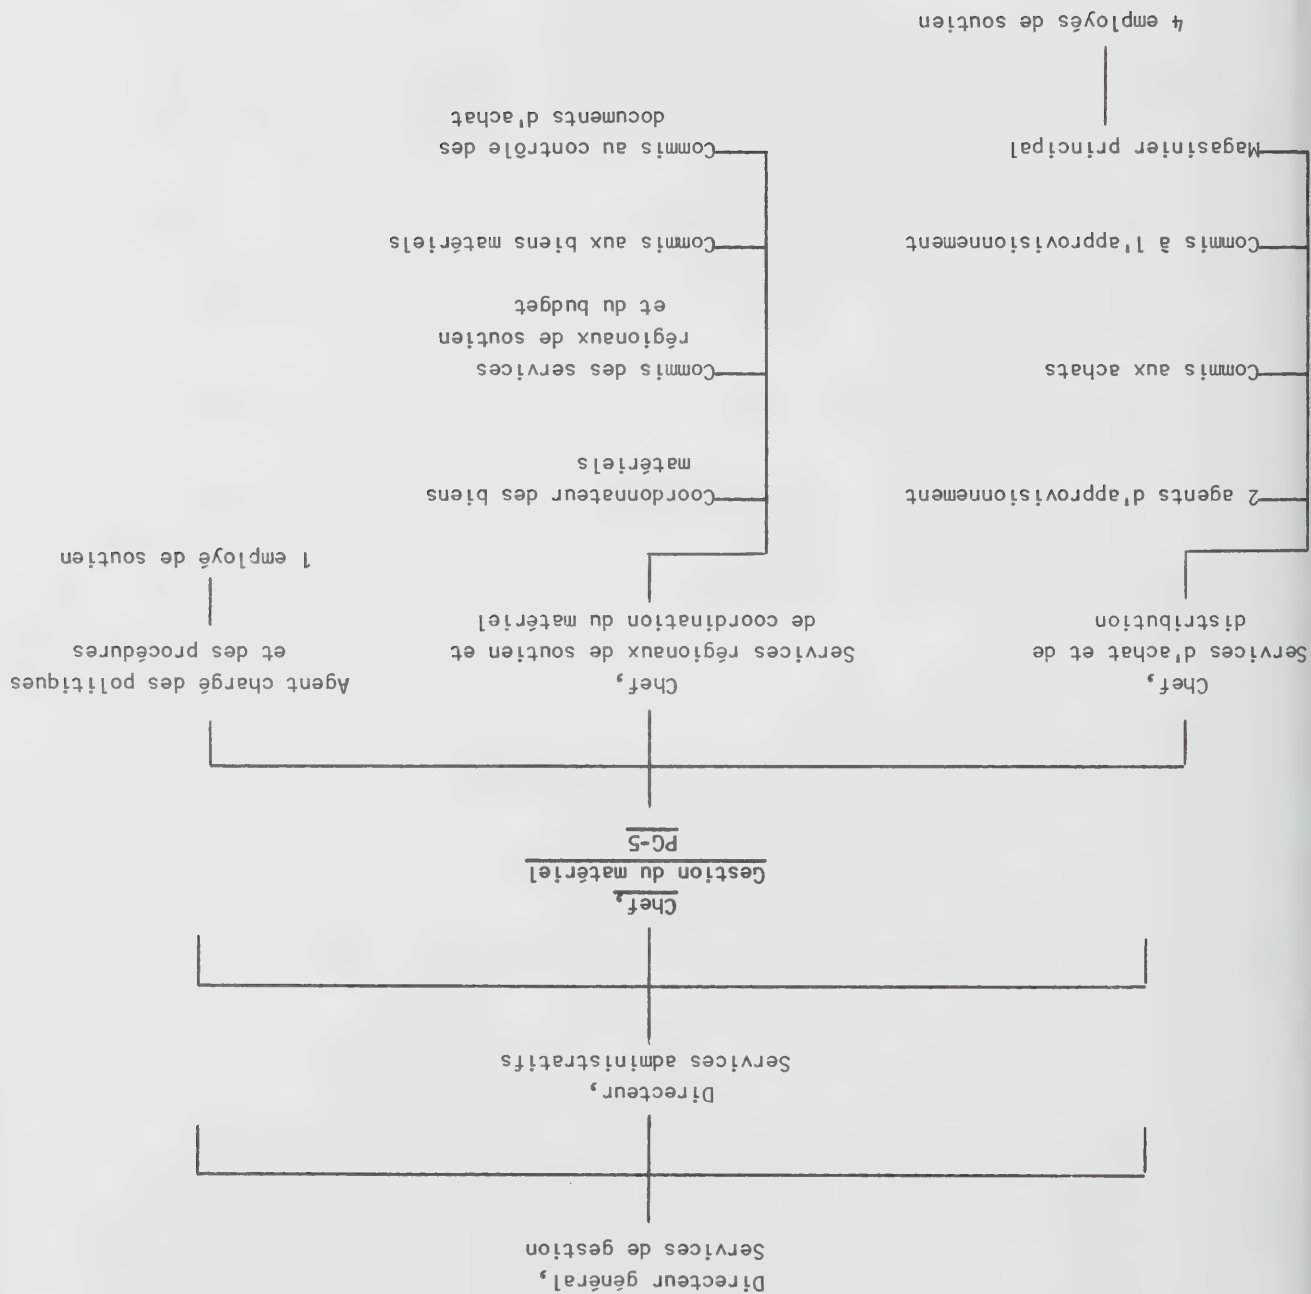 Directeur général,
Services de gestion
Directeur,
Services administratifs
Chef,
Gestion du matériel
PG-5
Chef,
Services d'achat et de
distribution
2 agents d'approvisionnement
Commis aux achats
Commis à l'approvisionnement
Magasinier principal
4 employés de soutien
Chef,
Services régionaux de soutien et
de coordination du matériel
Coordonnateur des biens
matériels
Commis des services
régionaux de soutien
et du budget
Commis aux biens matériels
Commis au contrôle des
documents d'achat
Agent chargé des politiques
et des procédures
1 employé de soutien